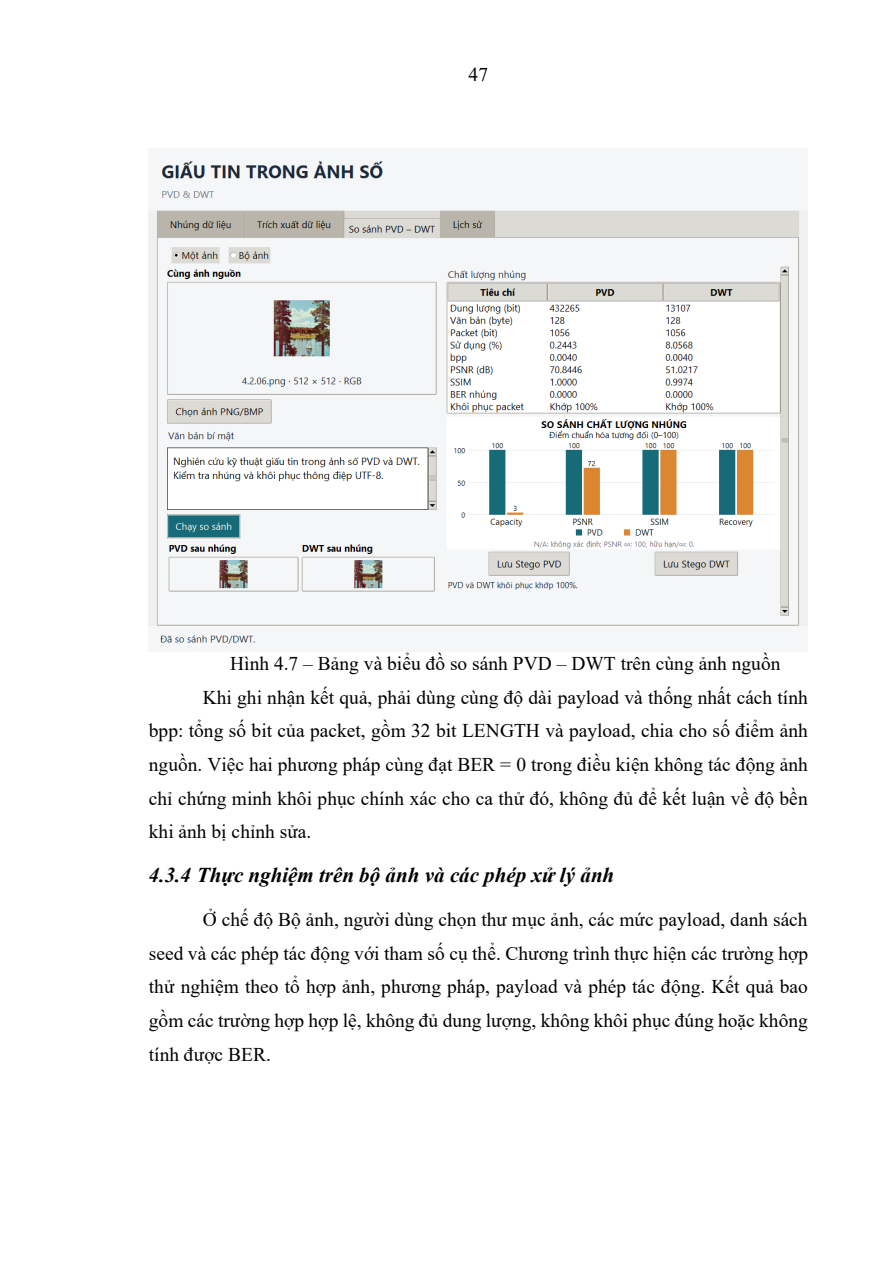 47
GIẤU TIN TRONG ẢNH SỐ
PVD & DWT
Nhúng dữ liệu Trích xuất dữ liệu So sánh PVD – DWT Lịch sử
Một ảnh Bộ ảnh
Cùng ảnh nguồn
4.2.06.png · 512 × 512 · RGB
Chọn ảnh PNG/BMP
Văn bản bí mật
Nghiên cứu kỹ thuật giấu tin trong ảnh số PVD và DWT.
Kiểm tra nhúng và khôi phục thông điệp UTF-8.
Chạy so sánh
PVD sau nhúng DWT sau nhúng
Chất lượng nhúng
Tiêu chí PVD DWT
Dung lượng (bit) 432265 13107
Văn bản (byte) 128 128
Packet (bit) 1056 1056
Sử dụng (%) 0.2443 8.0568
bpp 0.0040 0.0040
PSNR (dB) 70.8446 51.0217
SSIM 1.0000 0.9974
BER nhúng 0.0000 0.0000
Khôi phục packet Khớp 100% Khớp 100%
SO SÁNH CHẤT LƯỢNG NHÚNG
Điểm chuẩn hóa tương đối (0–100)
100 100 100 100 100 100 100
72
50
3
0
Capacity PSNR SSIM Recovery
PVD DWT
N/A: không xác định; PSNR ∞: 100, hữu hạn/∞: 0.
Lưu Stego PVD Lưu Stego DWT
PVD và DWT khôi phục khớp 100%.
Đã so sánh PVD/DWT.
Hình 4.7 – Bảng và biểu đồ so sánh PVD – DWT trên cùng ảnh nguồn
Khi ghi nhận kết quả, phải dùng cùng độ dài payload và thống nhất cách tính
bpp: tổng số bit của packet, gồm 32 bit LENGTH và payload, chia cho số điểm ảnh
nguồn. Việc hai phương pháp cùng đạt BER = 0 trong điều kiện không tác động ảnh
chỉ chứng minh khôi phục chính xác cho ca thử đó, không đủ để kết luận về độ bền
khi ảnh bị chỉnh sửa.
4.3.4 Thực nghiệm trên bộ ảnh và các phép xử lý ảnh
Ở chế độ Bộ ảnh, người dùng chọn thư mục ảnh, các mức payload, danh sách
seed và các phép tác động với tham số cụ thể. Chương trình thực hiện các trường hợp
thử nghiệm theo tổ hợp ảnh, phương pháp, payload và phép tác động. Kết quả bao
gồm các trường hợp hợp lệ, không đủ dung lượng, không khôi phục đúng hoặc không
tính được BER.